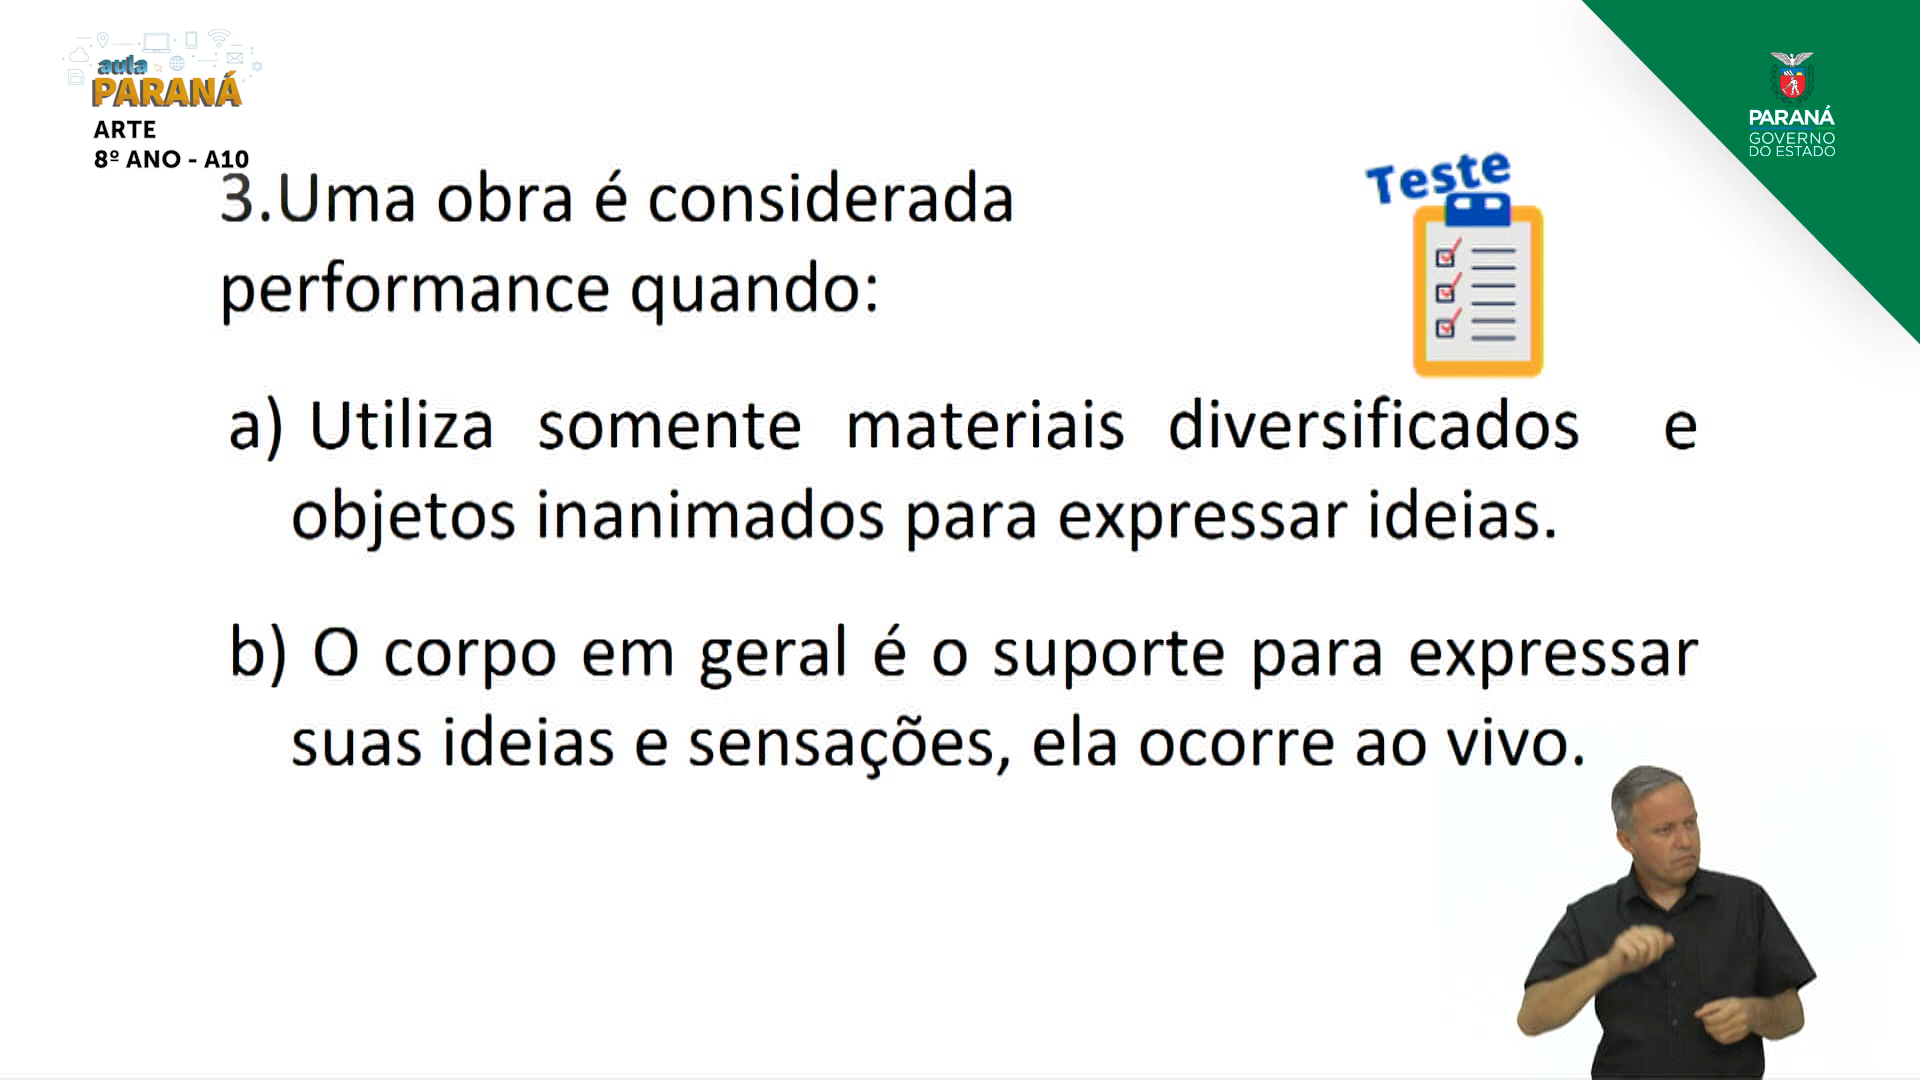 aula
PARANÁ
ARTE
8º ANO - A10
PARANÁ
GOVERNO
DO ESTADO
Teste
3.Uma obra é considerada
performance quando:
a) Utiliza somente materiais diversificados e
objetos inanimados para expressar ideias.
b) O corpo em geral é o suporte para expressar
suas ideias e sensações, ela ocorre ao vivo.